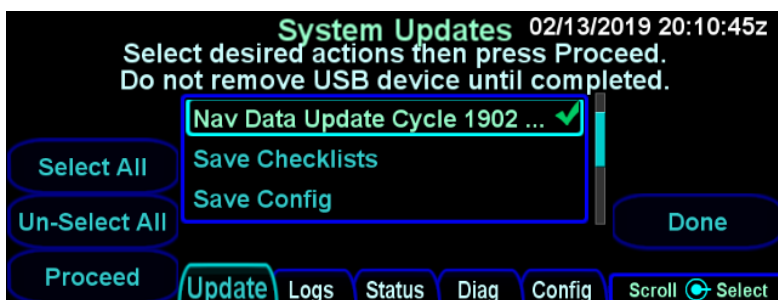 System Updates 02/13/2019 20:10:45z
Select desired actions then press Proceed.
Do not remove USB device until completed.
Nav Data Update Cycle 1902 ...
Save Checklists
Save Config
Select All
Un-Select All
Proceed
Done
Update Logs Status Diag Config Scroll Select